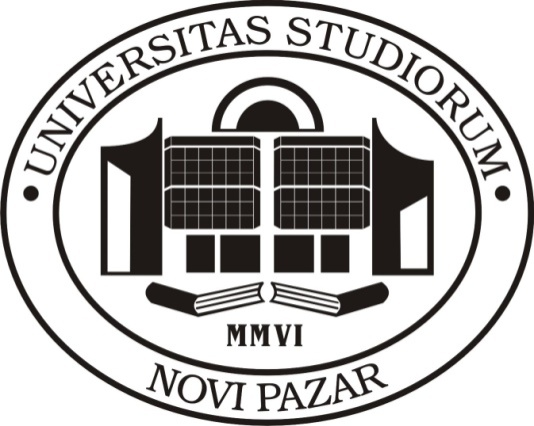 • UNIVERSITAS STUDIORUM •
MMVI
NOVI PAZAR